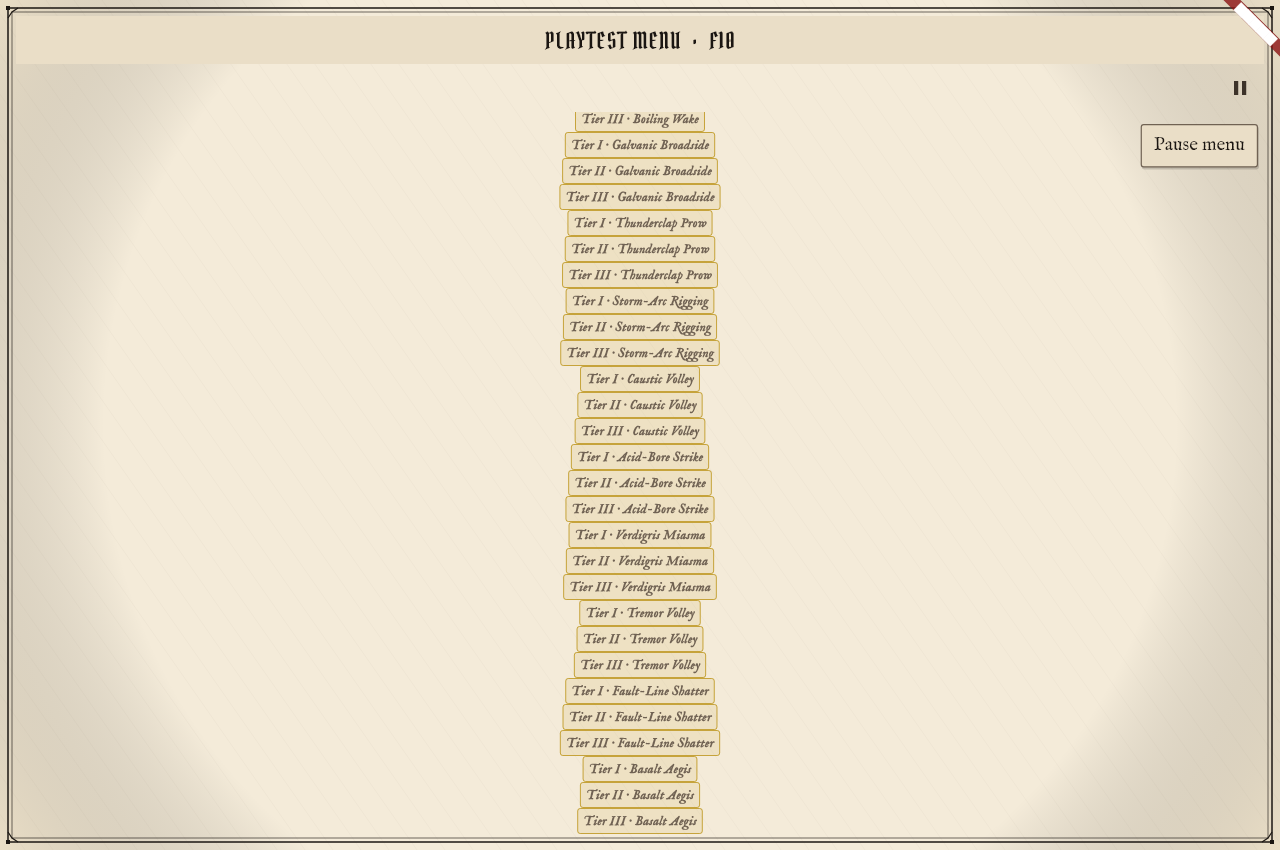 PLAYTEST MENU · F10
Tier III · Boiling Wake
Tier I · Galvanic Broadside
Pause menu
Tier II · Galvanic Broadside
Tier III · Galvanic Broadside
Tier I · Thunderclap Prow
Tier II · Thunderclap Prow
Tier III · Thunderclap Prow
Tier I · Storm-Arc Rigging
Tier II · Storm-Arc Rigging
Tier III · Storm-Arc Rigging
Tier I · Caustic Volley
Tier II · Caustic Volley
Tier III · Caustic Volley
Tier I · Acid-Bore Strike
Tier II · Acid-Bore Strike
Tier III · Acid-Bore Strike
Tier I · Verdigris Miasma
Tier II · Verdigris Miasma
Tier III · Verdigris Miasma
Tier I · Tremor Volley
Tier II · Tremor Volley
Tier III · Tremor Volley
Tier I · Fault-Line Shatter
Tier II · Fault-Line Shatter
Tier III · Fault-Line Shatter
Tier I · Basalt Aegis
Tier II · Basalt Aegis
Tier III · Basalt Aegis